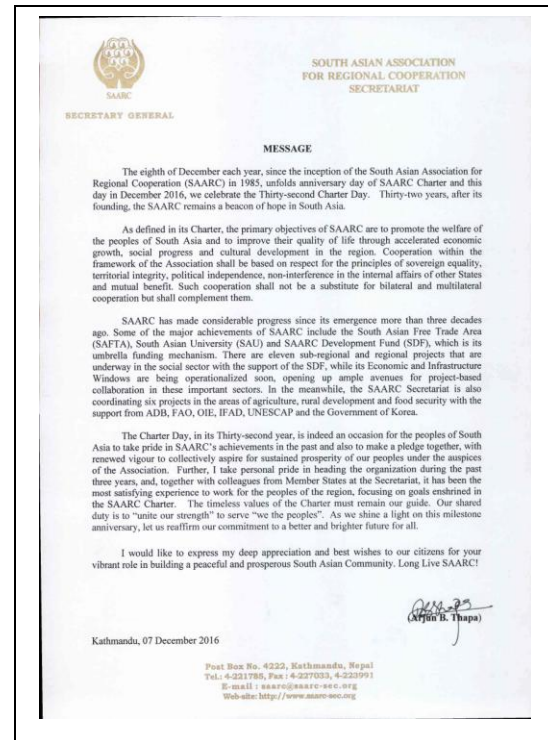 SAARC
SECRETARY GENERAL
SOUTH ASIAN ASSOCIATION
FOR REGIONAL COOPERATION
SECRETARIAT
MESSAGE
The eighth of December each year, since the inception of the South Asian Association for
Regional Cooperation (SAARC) in 1985, unfolds anniversary day of SAARC Charter and this
day in December 2016, we celebrate the Thirty-second Charter Day. Thirty-two years, after its
founding, the SAARC remains a beacon of hope in South Asia.
As defined in its Charter, the primary objectives of SAARC are to promote the welfare of
the peoples of South Asia and to improve their quality of life through accelerated economic
growth, social progress and cultural development in the region. Cooperation within the
framework of the Association shall be based on respect for the principles of sovereign equality,
territorial integrity, political independence, non-interference in the internal affairs of other States
and mutual benefit. Such cooperation shall not be a substitute for bilateral and multilateral
cooperation but shall complement them.
SAARC has made considerable progress since its emergence more than three decades
ago. Some of the major achievements of SAARC include the South Asian Free Trade Area
(SAFTA), South Asian University (SAU) and SAARC Development Fund (SDF), which is its
umbrella funding mechanism. There are eleven sub-regional and regional projects that are
underway in the social sector with the support of the SDF, while its Economic and Infrastructure
Windows are being operationalized soon, opening up ample avenues for project-based
collaboration in these important sectors. In the meanwhile, the SAARC Secretariat is also
coordinating six projects in the areas of agriculture, rural development and food security with the
support from ADB, FAO, OIE, IFAD, UNESCAP and the Government of Korea.
The Charter Day, in its Thirty-second year, is indeed an occasion for the peoples of South
Asia to take pride in SAARC's achievements in the past and also to make a pledge together, with
renewed vigour to collectively aspire for sustained prosperity of our peoples under the auspices
of the Association. Further, I take personal pride in heading the organization during the past
three years, and, together with colleagues from Member States at the Secretariat, it has been the
most satisfying experience to work for the peoples of the region, focusing on goals enshrined in
the SAARC Charter. The timeless values of the Charter must remain our guide. Our shared
duty is to "unite our strength" to serve "we the peoples". As we shine a light on this milestone
anniversary, let us reaffirm our commitment to a better and brighter future for all.
I would like to express my deep appreciation and best wishes to our citizens for your
vibrant role in building a peaceful and prosperous South Asian Community. Long Live SAARC!
(Arjun B. Thapa)
Kathmandu, 07 December 2016
Post Box No. 4222, Kathmandu, Nepal
Tel.: 4-221785, Fax : 4-227033, 4-223991
E-mail : saarc@saarc-sec.org
Web-site: http://www.saarc-sec.org